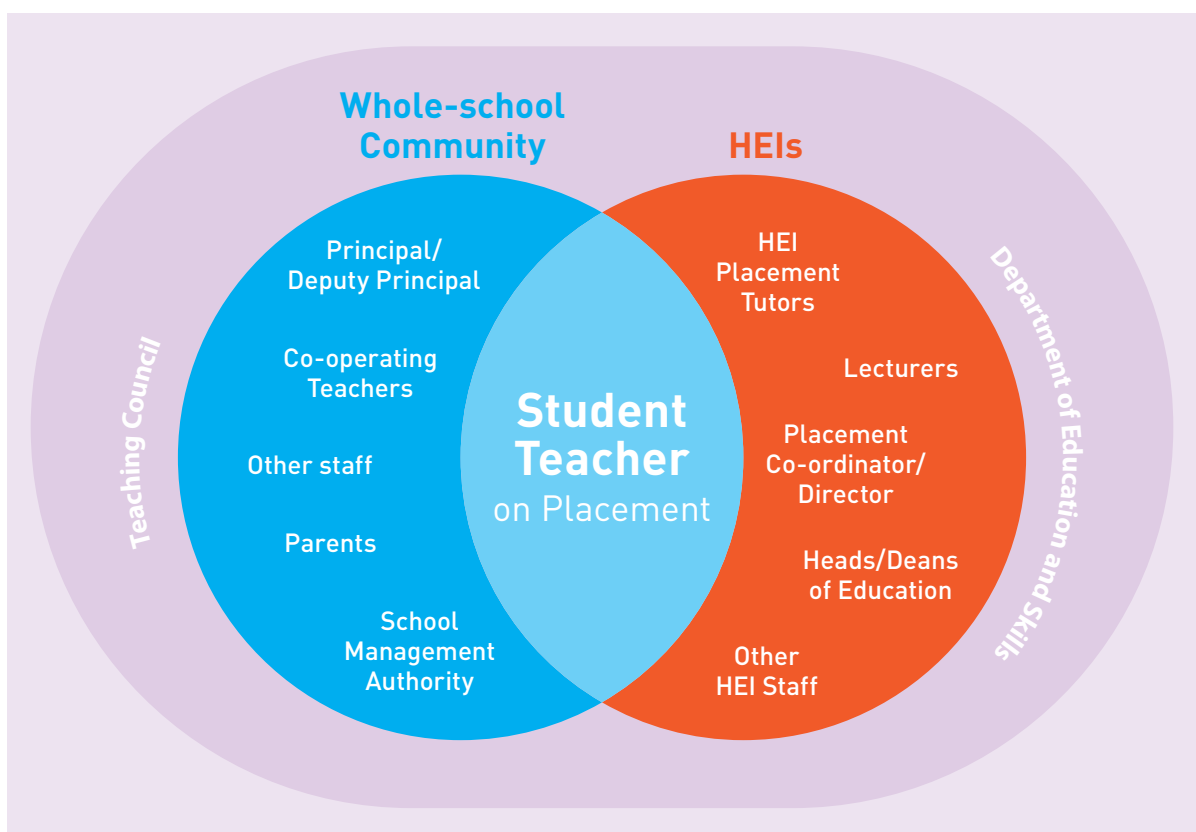 Whole-school
Community
HEIs
Principal/
Deputy Principal
Co-operating
Teachers
Other staff
Parents
School
Management
Authority
Student
Teacher
on Placement
HEI
Placement
Tutors
Lecturers
Placement
Co-ordinator/
Director
Heads/Deans
of Education
Other
HEI Staff
Teaching Council
Department of Education and Skills